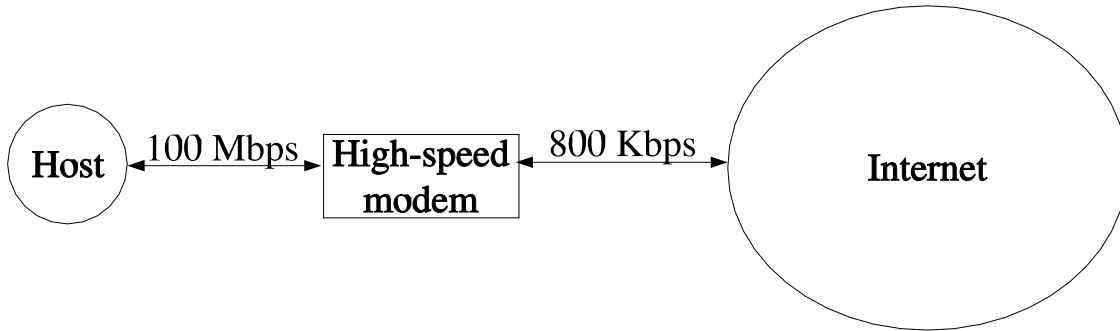 Host
100 Mbps
High-speed
modem
800 Kbps
Internet